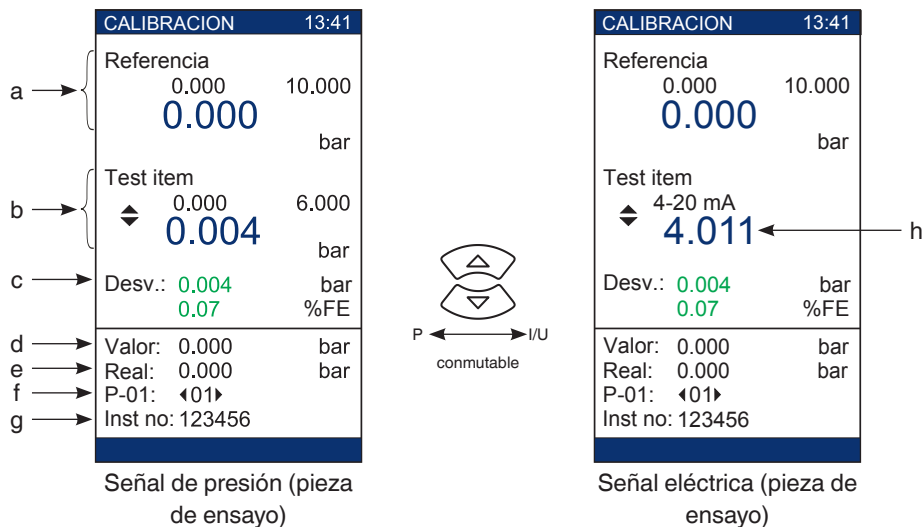 CALIBRACION 13:41
Referencia
0.000 10.000
0.000
bar
Test item
0.000 6.000
0.004
bar
Desv.: 0.004 bar
0.07 %FE
Valor: 0.000 bar
Real: 0.000 bar
P-01: 01
Inst no: 123456
a
b
c
d
e
f
g
Señal de presión (pieza
de ensayo)
P I/U
conmutable
CALIBRACION 13:41
Referencia
0.000 10.000
0.000
bar
Test item
4-20 mA
4.011
h
Desv.: 0.004 bar
0.07 %FE
Valor: 0.000 bar
Real: 0.000 bar
P-01: 01
Inst no: 123456
Señal eléctrica (pieza de
ensayo)